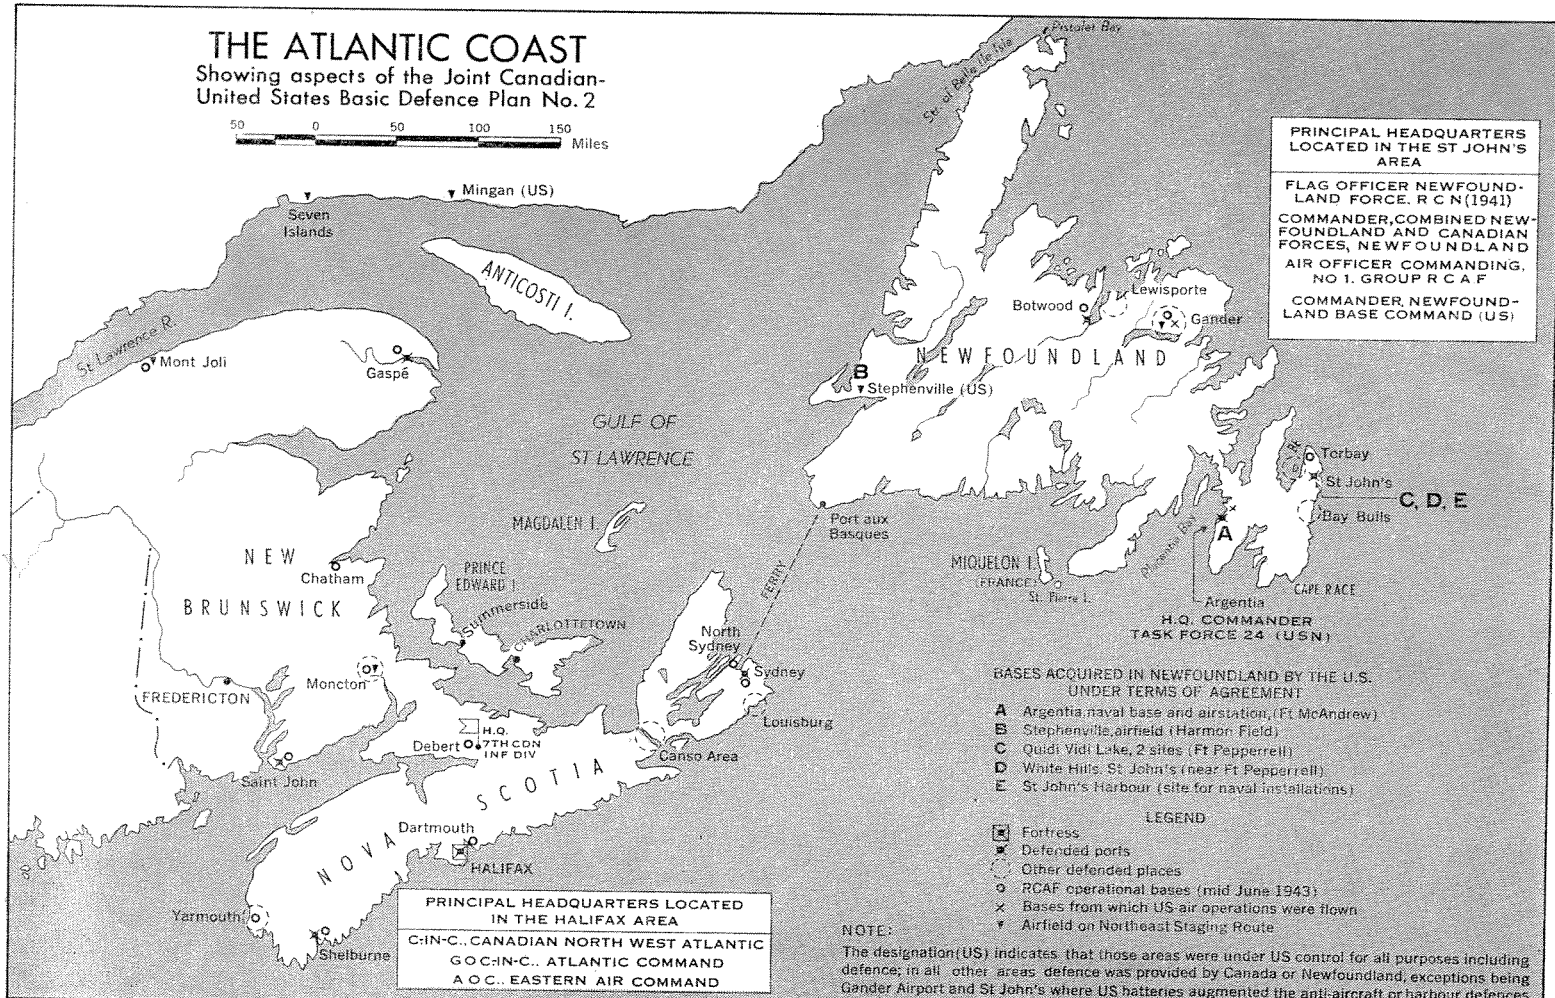 THE ATLANTIC COAST
Showing aspects of the Joint Canadian-
United States Basic Defence Plan No. 2
50 0 50 100 150
Miles
Pistolet Bay
Str. of Belle Ile Isle
PRINCIPAL HEADQUARTERS
LOCATED IN THE ST JOHN'S
AREA
FLAG OFFICER NEWFOUND-
LAND FORCE. R C N (1941)
COMMANDER, COMBINED NEW-
FOUNDLAND AND CANADIAN
FORCES, NEWFOUNDLAND
AIR OFFICER COMMANDING,
NO 1. GROUP R C A F
COMMANDER, NEWFOUND-
LAND BASE COMMAND (US)
Seven
Islands
Mingan (US)
ANTICOSTI I.
St Lawrence R.
Mont Joli
Gaspé
Lewisporte
Botwood
Gander
NEWFOUNDLAND
B
Stephenville (US)
GULF OF
ST LAWRENCE
Torbay
St John's
C, D, E
Bay Bulls
A
Placentia Bay
Port aux
Basques
MAGDALEN I.
MIQUELON I.
(FRANCE)
St. Pierre I.
CAPE RACE
Argentia
H.Q. COMMANDER
TASK FORCE 24 (USN)
NEW
BRUNSWICK
Chatham
PRINCE
EDWARD I.
Summerside
CHARLOTTETOWN
FERRY
North
Sydney
Sydney
Louisburg
Canso Area
Moncton
FREDERICTON
Saint John
Debert
H.Q.
7TH CDN
INF DIV
NOVA SCOTIA
Dartmouth
HALIFAX
Yarmouth
Shelburne
PRINCIPAL HEADQUARTERS LOCATED
IN THE HALIFAX AREA
C-IN-C., CANADIAN NORTH WEST ATLANTIC
G O C-IN-C., ATLANTIC COMMAND
A O C., EASTERN AIR COMMAND
BASES ACQUIRED IN NEWFOUNDLAND BY THE U.S.
UNDER TERMS OF AGREEMENT
A Argentia naval base and airstation, (Ft McAndrew)
B Stephenville, airfield (Harmon Field)
C Quidi Vidi Lake, 2 sites (Ft Pepperrell)
D White Hills, St John's (near Ft Pepperrell)
E St John's Harbour (site for naval installations)
LEGEND
Fortress
Defended ports
Other defended places
RCAF operational bases (mid June 1943)
Bases from which US air operations were flown
Airfield on Northeast Staging Route
NOTE:
The designation (US) indicates that those areas were under US control for all purposes including
defence; in all other areas defence was provided by Canada or Newfoundland, exceptions being
Gander Airport and St John's where US batteries augmented the anti-aircraft or harbour defences